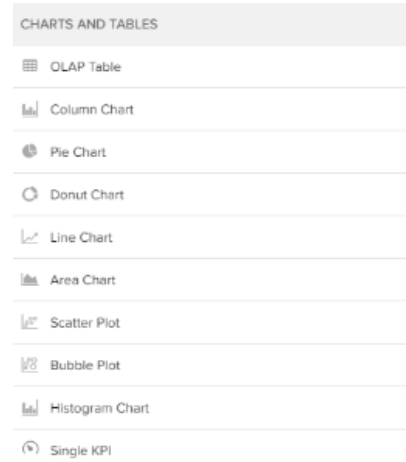 CHARTS AND TABLES
OLAP Table
Column Chart
Pie Chart
Donut Chart
Line Chart
Area Chart
Scatter Plot
Bubble Plot
Histogram Chart
Single KPI